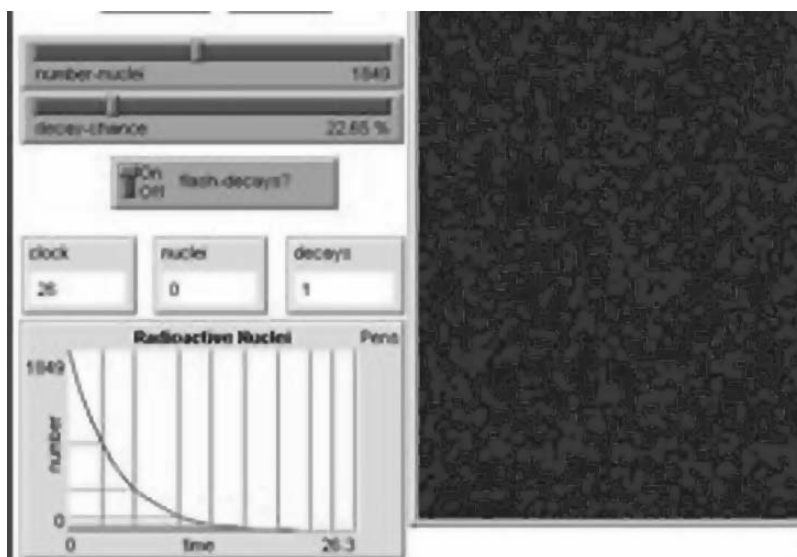 number-nuclei 1849
decay-chance 22.65 %
On
Off
flash-decays?
clock nuclei decays
26 0 1
Radioactive Nuclei Pens
1849
number
0
0 time 26.3